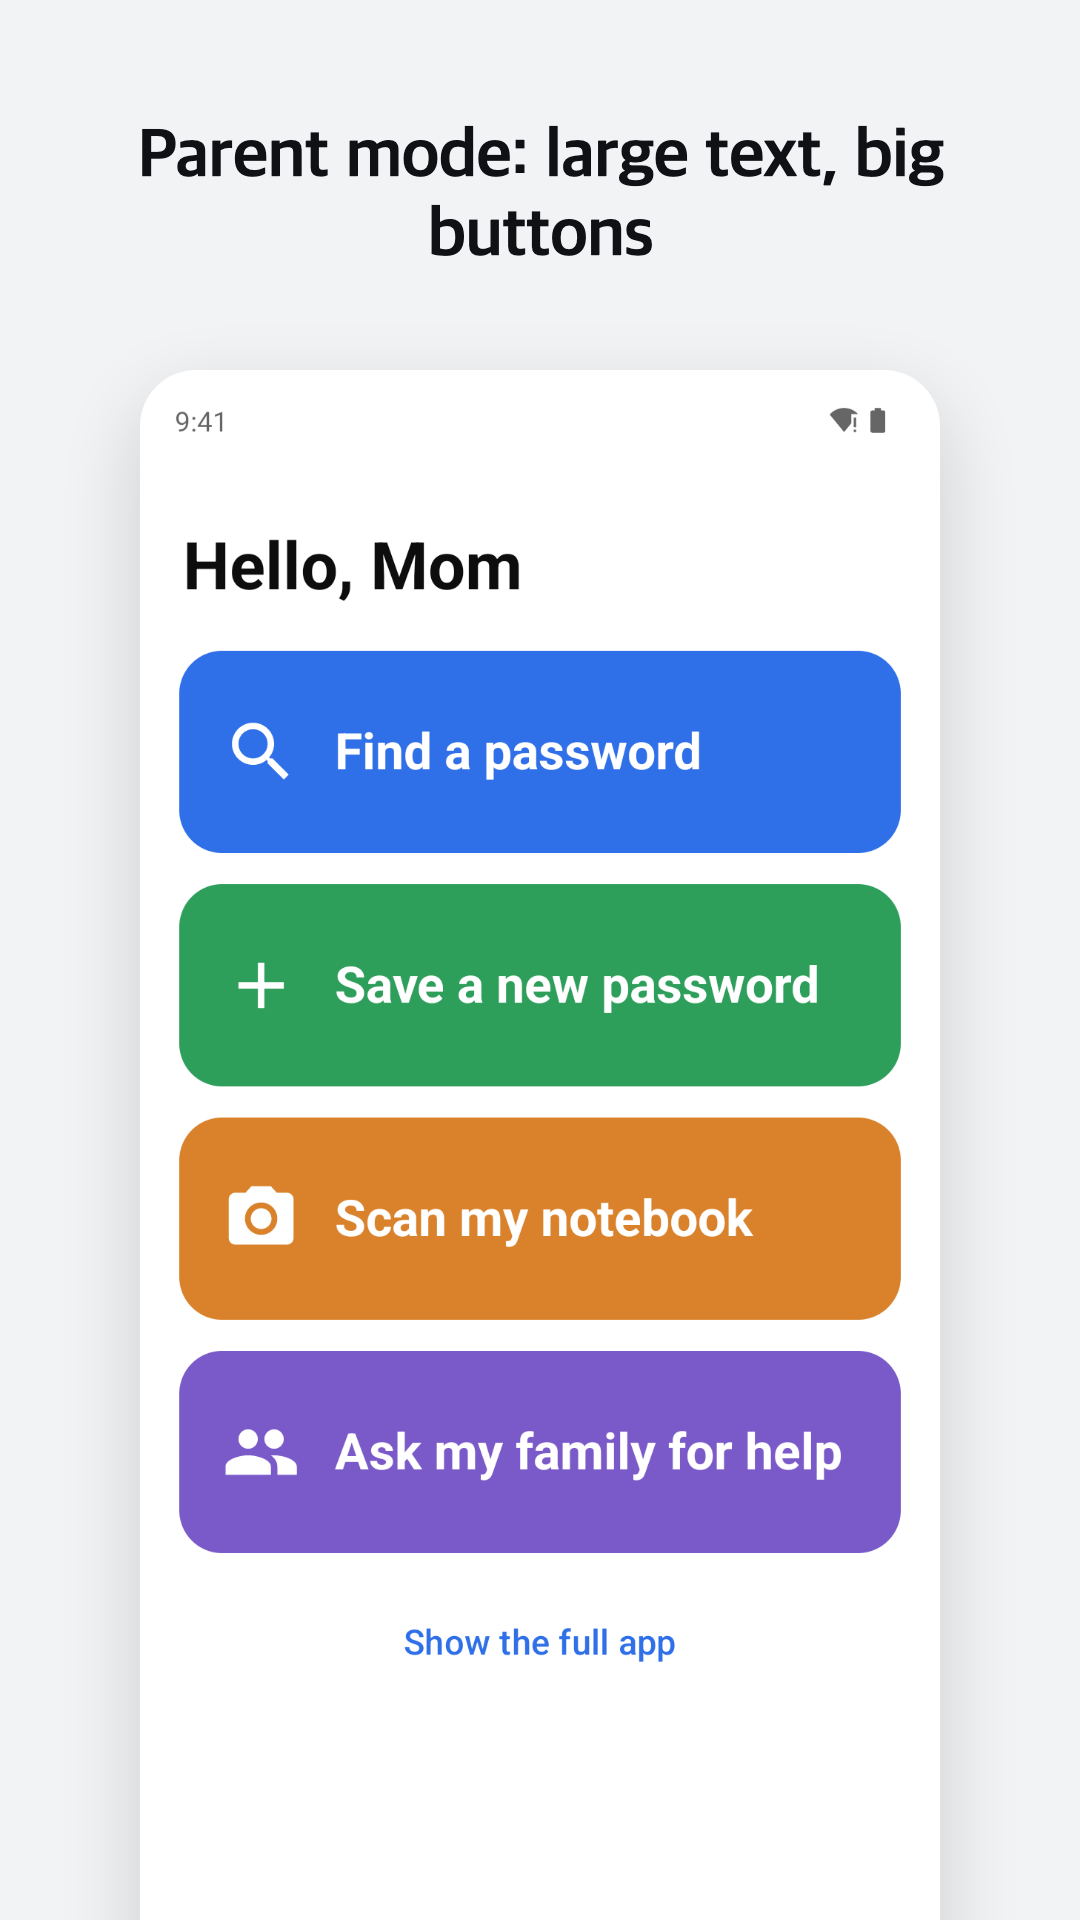 Parent mode: large text, big
buttons
9:41
Hello, Mom
Find a password
Save a new password
Scan my notebook
Ask my family for help
Show the full app